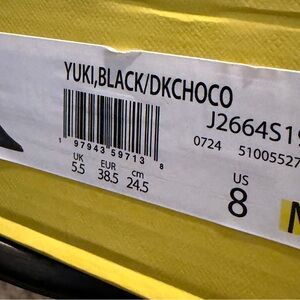 YUKI,BLACK/DKCHOCO
J2664S1
0724 51005527
1 97943 59713 8
UK EUR cm US
5.5 38.5 24.5 8